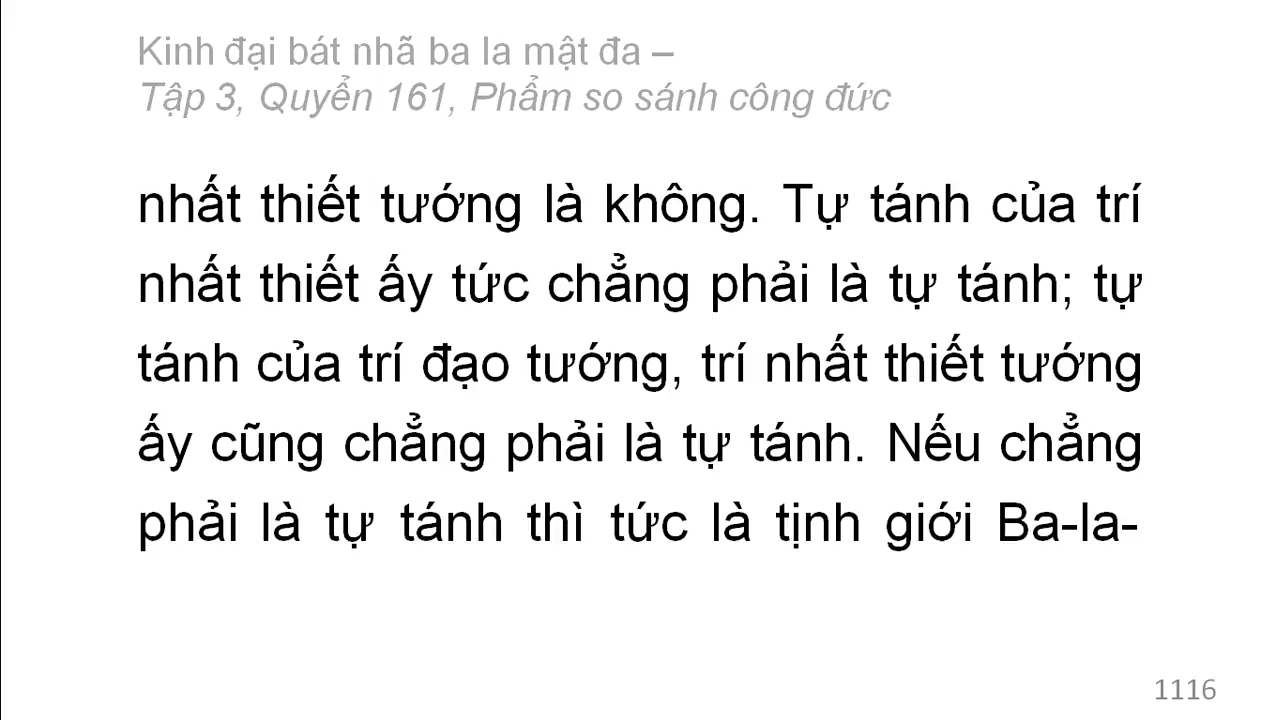 Kinh đại bát nhã ba la mật đa –
Tập 3, Quyển 161, Phẩm so sánh công đức
nhất thiết tướng là không. Tự tánh của trí
nhất thiết ấy tức chẳng phải là tự tánh; tự
tánh của trí đạo tướng, trí nhất thiết tướng
ấy cũng chẳng phải là tự tánh. Nếu chẳng
phải là tự tánh thì tức là tịnh giới Ba-la-
1116